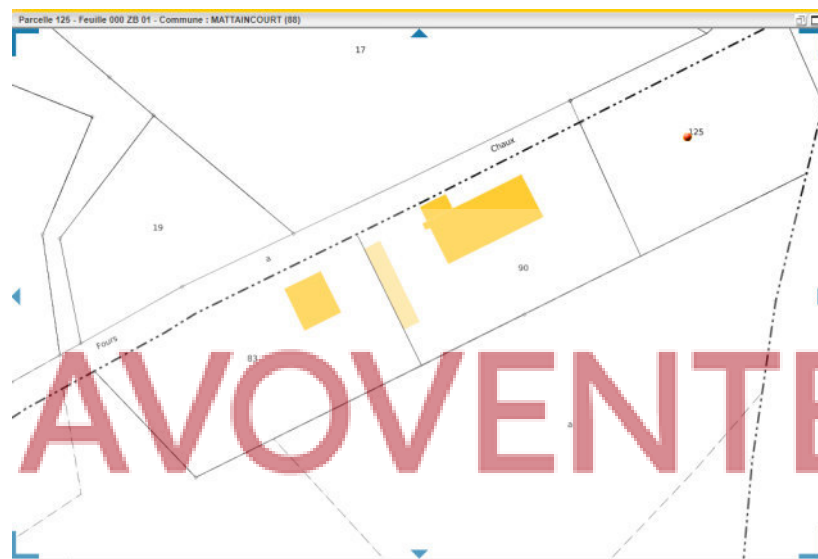 Parcelle 125 - Feuille 000 ZB 01 - Commune : MATTAINCOURT (88)
17
125
Chaux
19
a
90
Fours
83
a
AVOVENTE